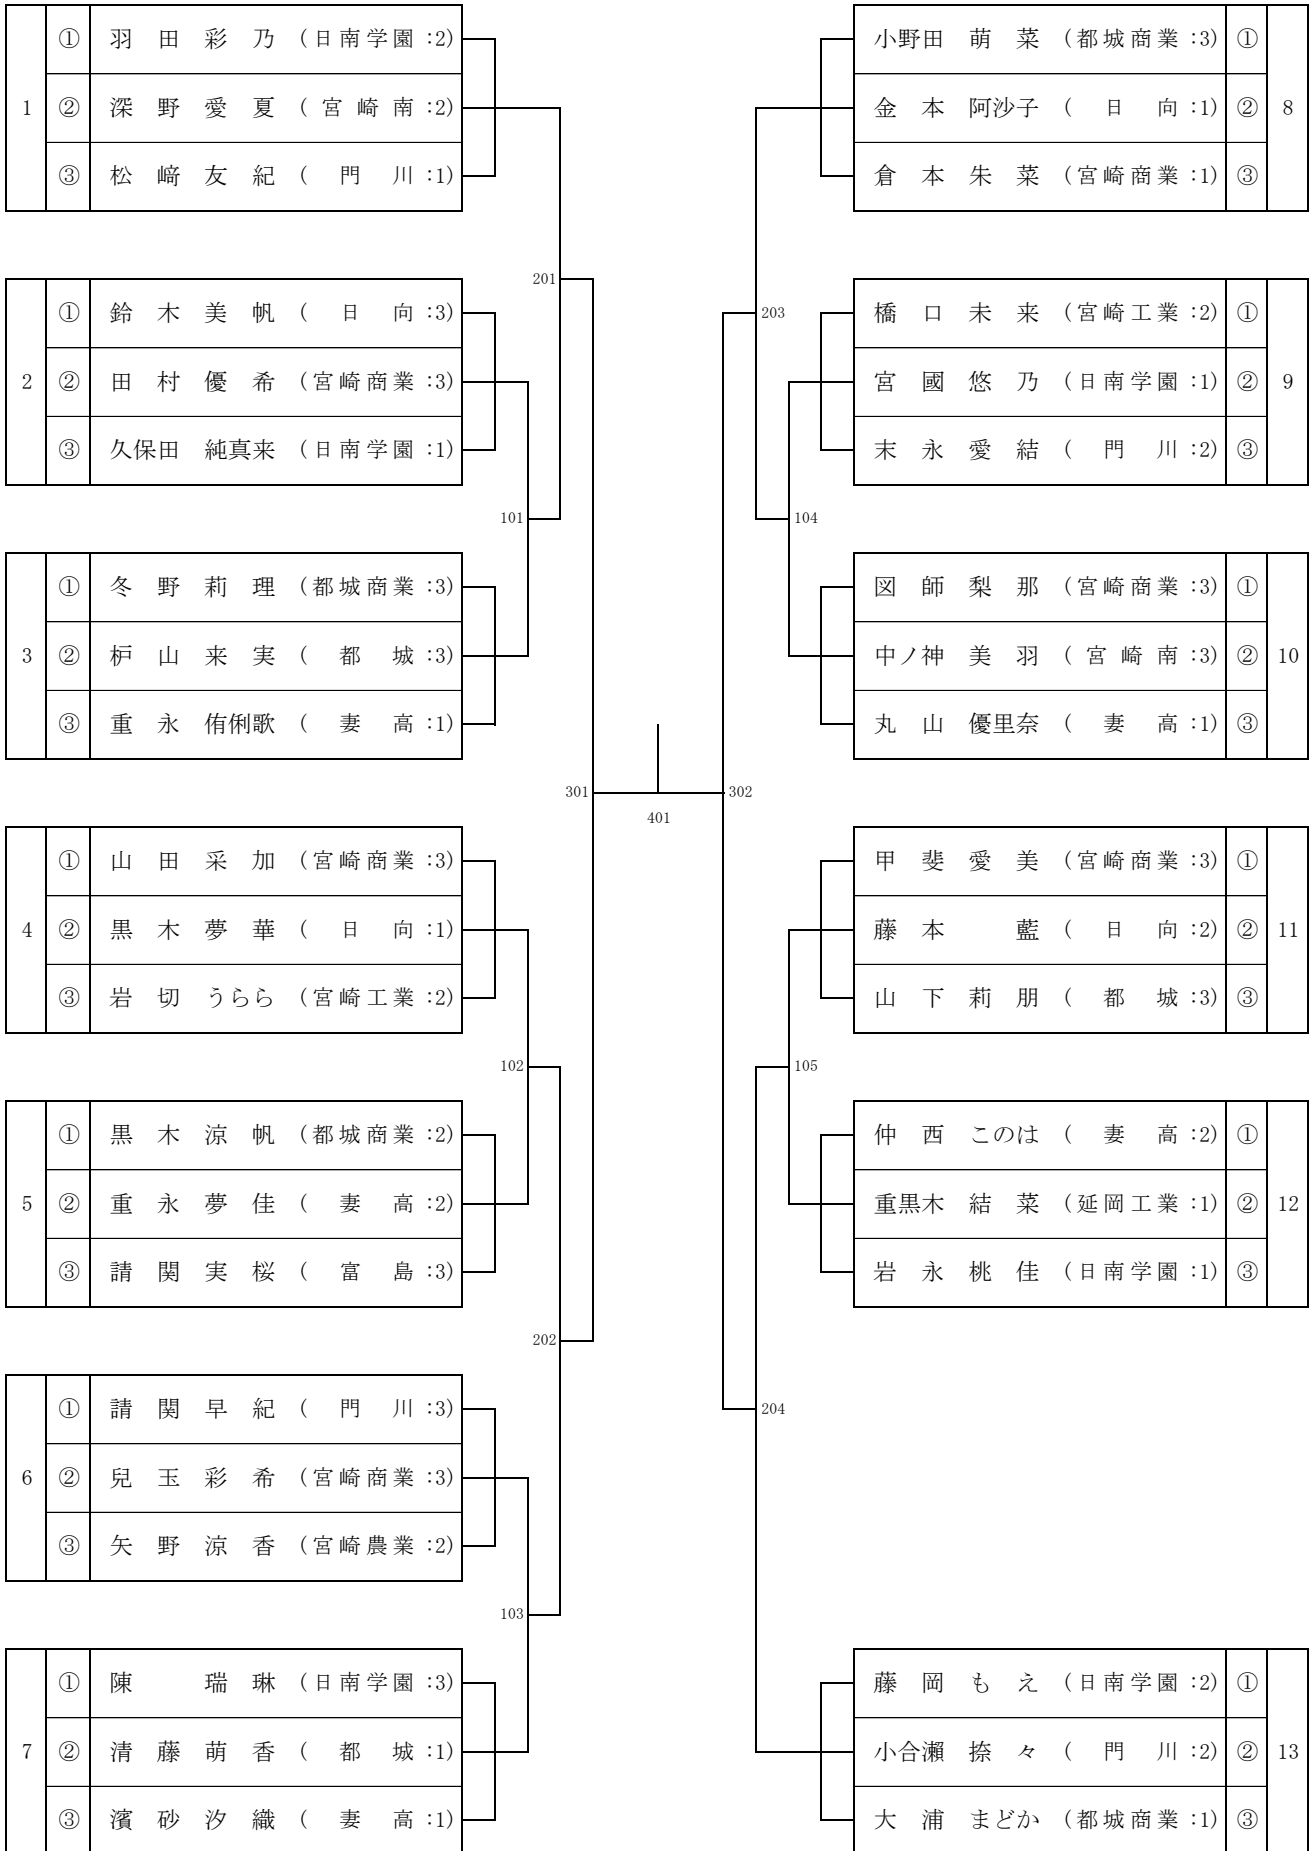 ① 羽田彩乃 (日南学園:2)
1 ② 深野愛夏 (宮崎南:2)
③ 松﨑友紀 (門川:1)
201
① 鈴木美帆 (日向:3)
2 ② 田村優希 (宮崎商業:3)
③ 久保田 純真来 (日南学園:1)
101
① 冬野莉理 (都城商業:3)
3 ② 枦山来実 (都城:3)
③ 重永 侑俐歌 (妻高:1)
301
① 山田采加 (宮崎商業:3)
4 ② 黒木夢華 (日向:1)
③ 岩切 うらら (宮崎工業:2)
102
① 黒木涼帆 (都城商業:2)
5 ② 重永夢佳 (妻高:2)
③ 請関実桜 (富島:3)
202
① 請関早紀 (門川:3)
6 ② 兒玉彩希 (宮崎商業:3)
③ 矢野涼香 (宮崎農業:2)
103
① 陳 瑞琳 (日南学園:3)
7 ② 清藤萌香 (都城:1)
③ 濱砂汐織 (妻高:1)
401
小野田 萌菜 (都城商業:3) ①
金本 阿沙子 (日向:1) ② 8
倉本朱菜 (宮崎商業:1) ③
203
橋口未来 (宮崎工業:2) ①
宮國悠乃 (日南学園:1) ② 9
末永愛結 (門川:2) ③
104
図師梨那 (宮崎商業:3) ①
中ノ神 美羽 (宮崎南:3) ② 10
丸山 優里奈 (妻高:1) ③
302
甲斐愛美 (宮崎商業:3) ①
藤本 藍 (日向:2) ② 11
山下莉朋 (都城:3) ③
105
仲西 このは (妻高:2) ①
重黒木 結菜 (延岡工業:1) ② 12
岩永桃佳 (日南学園:1) ③
204
藤岡もえ (日南学園:2) ①
小合瀬 捺々 (門川:2) ② 13
大浦 まどか (都城商業:1) ③